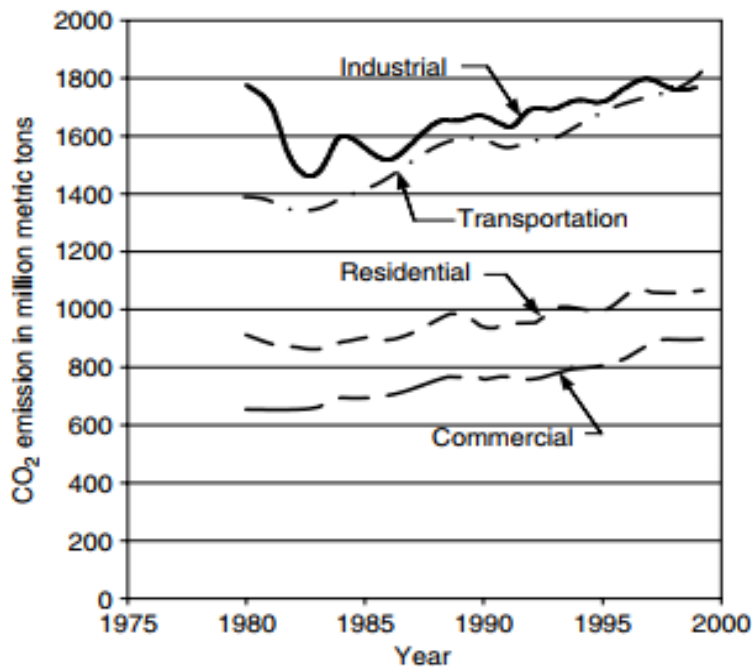 2000
1800
1600
1400
1200
1000
800
600
400
200
0
CO2 emission in million metric tons
Industrial
Transportation
Residential
Commercial
1975 1980 1985 1990 1995 2000
Year